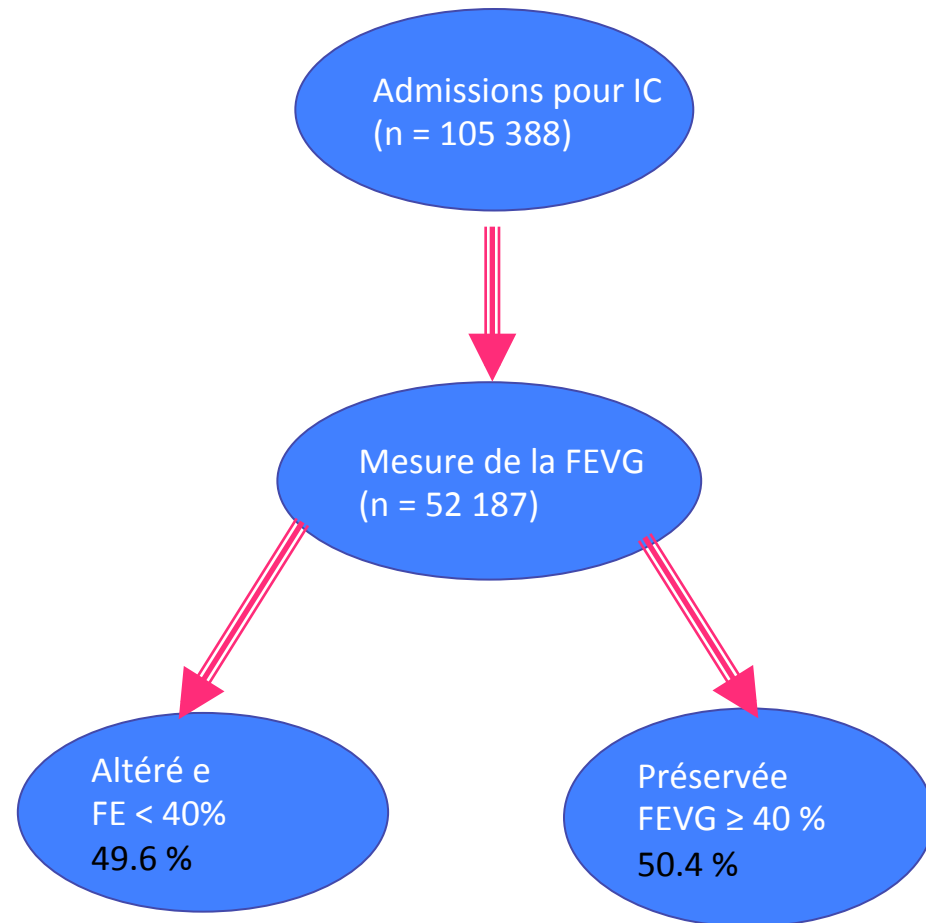 Admissions pour IC
(n = 105 388)
Mesure de la FEVG
(n = 52 187)
Altéré e
FE < 40%
49.6 %
Préservée
FEVG ≥ 40 %
50.4 %